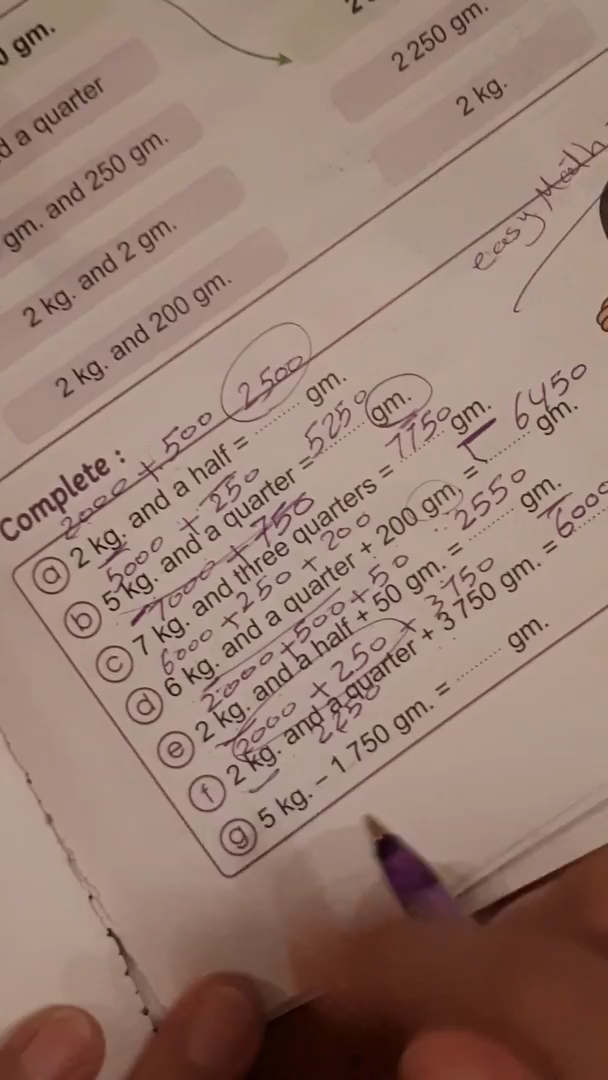 0 gm.
2 250 gm.
d a quarter
2 kg.
gm. and 250 gm.
2 kg. and 2 gm.
easy Math
2 kg. and 200 gm.
Complete :
2000 + 500 2500
a 2 kg. and a half = ........ gm.
5000 + 250 5250
b 5 kg. and a quarter = ........ gm.
7000 + 750 7750
c 7 kg. and three quarters = ........ gm.
6000 + 250 + 200 6450
d 6 kg. and a quarter + 200 gm. = ........ gm.
2000 + 500 + 50 2550
e 2 kg. and a half + 50 gm. = ........ gm.
2000 + 250 + 3750 6000
f 2 kg. and a quarter + 3 750 gm. = ........
2250
g 5 kg. – 1 750 gm. = ........ gm.